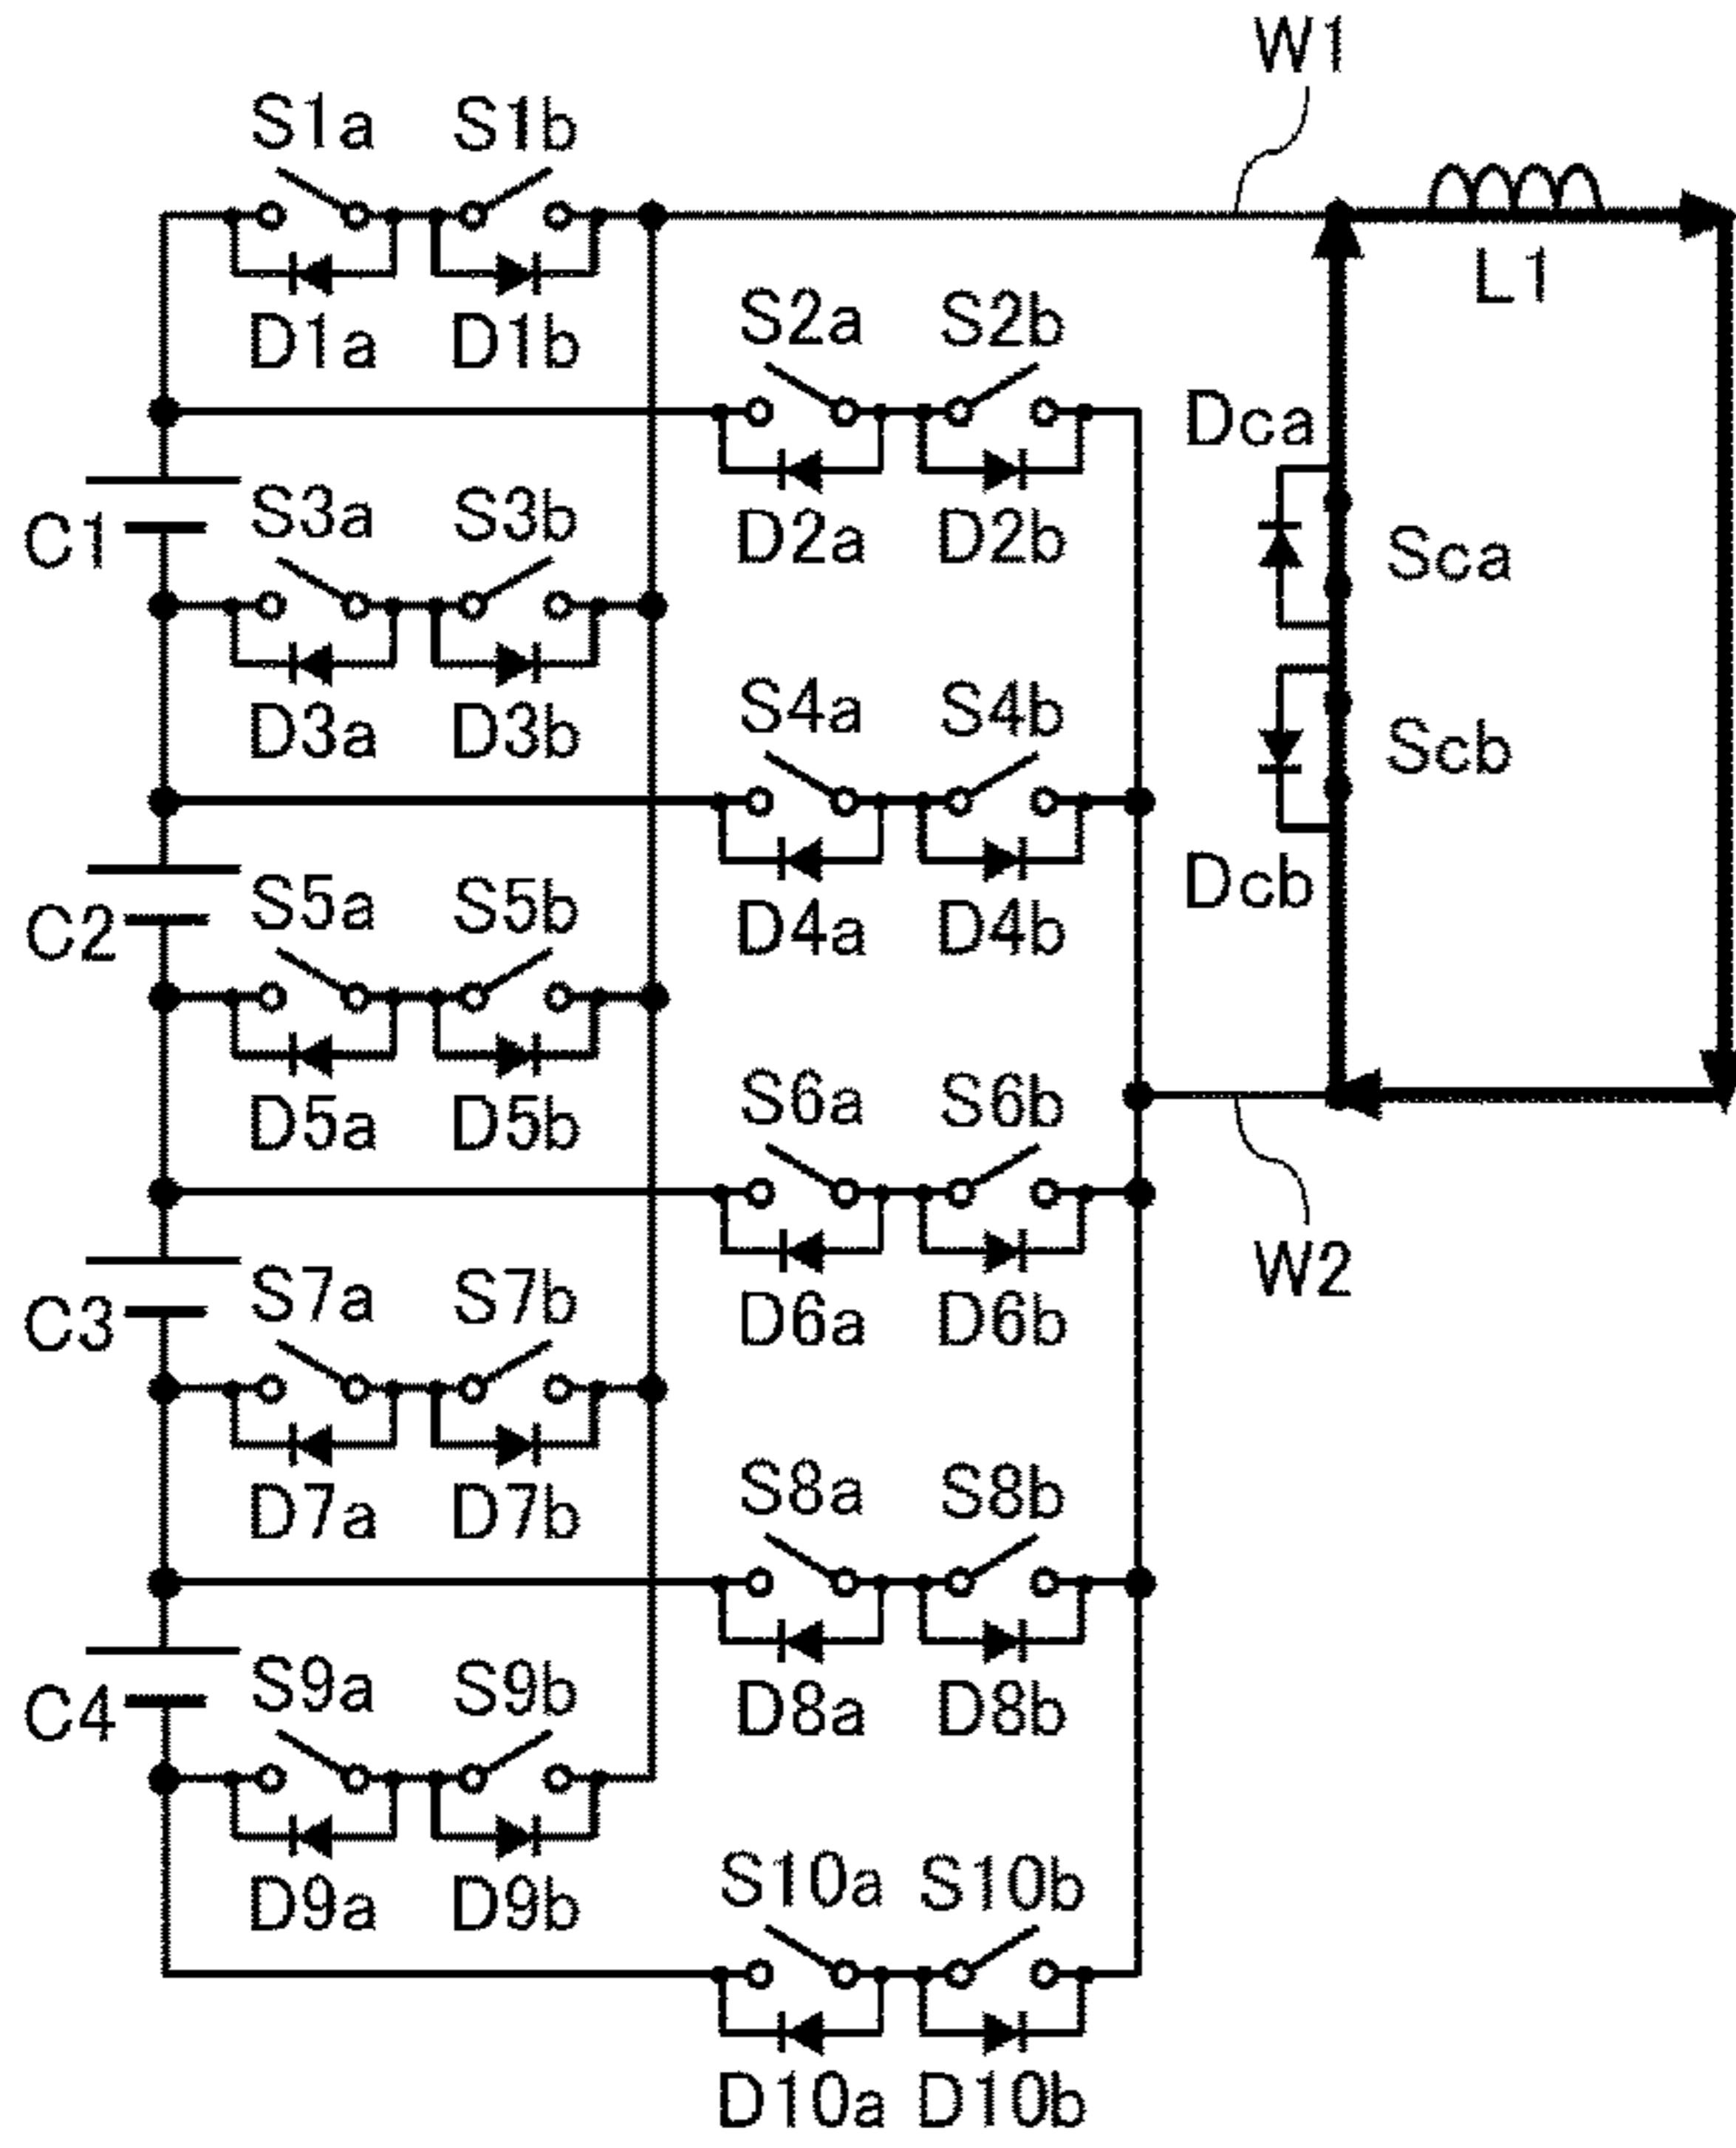 W1
S1a S1b
L1
D1a D1b
S2a S2b
Dca
C1
S3a S3b
D2a D2b
Sca
D3a D3b
S4a S4b
Scb
Dcb
C2
S5a S5b
D4a D4b
D5a D5b
S6a S6b
W2
C3
S7a S7b
D6a D6b
D7a D7b
S8a S8b
C4
S9a S9b
D8a D8b
D9a D9b
S10a S10b
D10a D10b